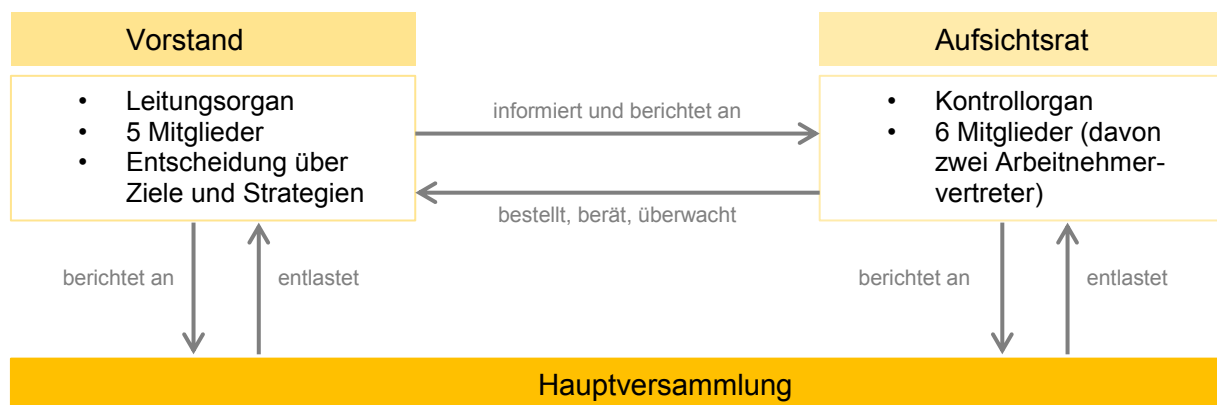 Vorstand
Aufsichtsrat
• Leitungsorgan
• 5 Mitglieder
• Entscheidung über
Ziele und Strategien
informiert und berichtet an
bestellt, berät, überwacht
• Kontrollorgan
• 6 Mitglieder (davon
zwei Arbeitnehmer-
vertreter)
berichtet an
entlastet
berichtet an
entlastet
Hauptversammlung